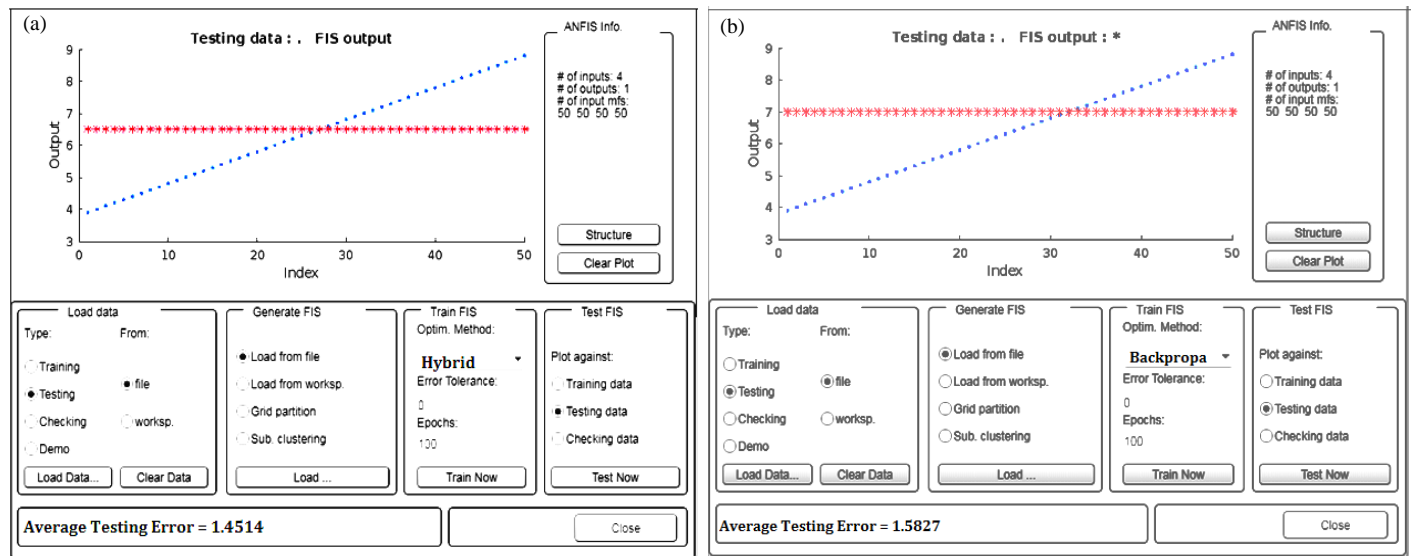 (a)
Testing data : .   FIS output
9
8
7
6
5
4
3
Output
0 10 20 30 40 50
Index
ANFIS Info.
# of inputs: 4
# of outputs: 1
# of input mfs:
50 50 50 50
Structure
Clear Plot
Load data
Type:
From:
Training
Testing
Checking
Demo
file
worksp.
Load Data...
Clear Data
Generate FIS
Load from file
Load from worksp.
Grid partition
Sub. clustering
Load ...
Train FIS
Optim. Method:
Hybrid
Error Tolerance:
0
Epochs:
100
Train Now
Test FIS
Plot against:
Training data
Testing data
Checking data
Test Now
Average Testing Error = 1.4514
Close
(b)
Testing data : .   FIS output : *
9
8
7
6
5
4
3
Output
0 10 20 30 40 50
Index
ANFIS Info.
# of inputs: 4
# of outputs: 1
# of input mfs:
50 50 50 50
Structure
Clear Plot
Load data
Type:
From:
Training
Testing
Checking
Demo
file
worksp.
Load Data...
Clear Data
Generate FIS
Load from file
Load from worksp.
Grid partition
Sub. clustering
Load ...
Train FIS
Optim. Method:
Backpropa
Error Tolerance:
0
Epochs:
100
Train Now
Test FIS
Plot against:
Training data
Testing data
Checking data
Test Now
Average Testing Error = 1.5827
Close